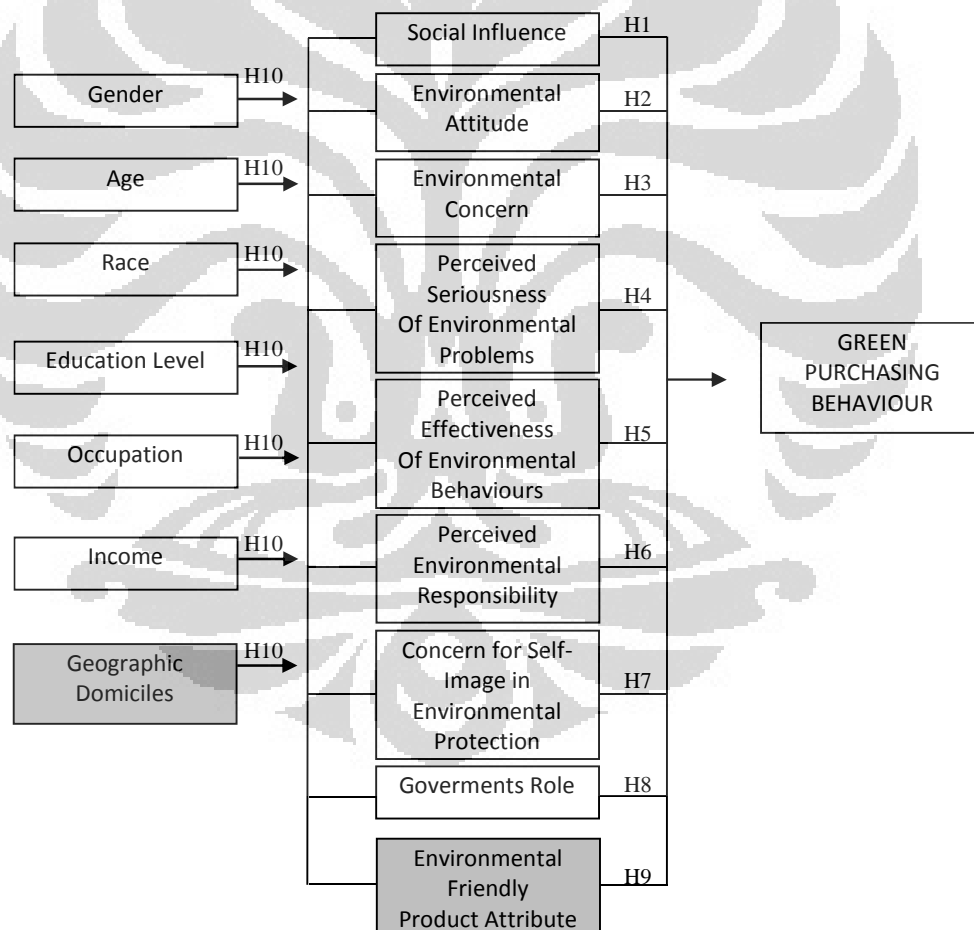 Social Influence
H1
Gender
H10
Environmental
Attitude
H2
Age
H10
Environmental
Concern
H3
Race
H10
Perceived
Seriousness
Of Environmental
Problems
H4
Education Level
H10
GREEN
PURCHASING
BEHAVIOUR
Perceived
Effectiveness
Of Environmental
Behaviours
H5
Occupation
H10
Income
H10
Perceived
Environmental
Responsibility
H6
Geographic
Domiciles
H10
Concern for Self-
Image in
Environmental
Protection
H7
Goverments Role
H8
Environmental
Friendly
Product Attribute
H9